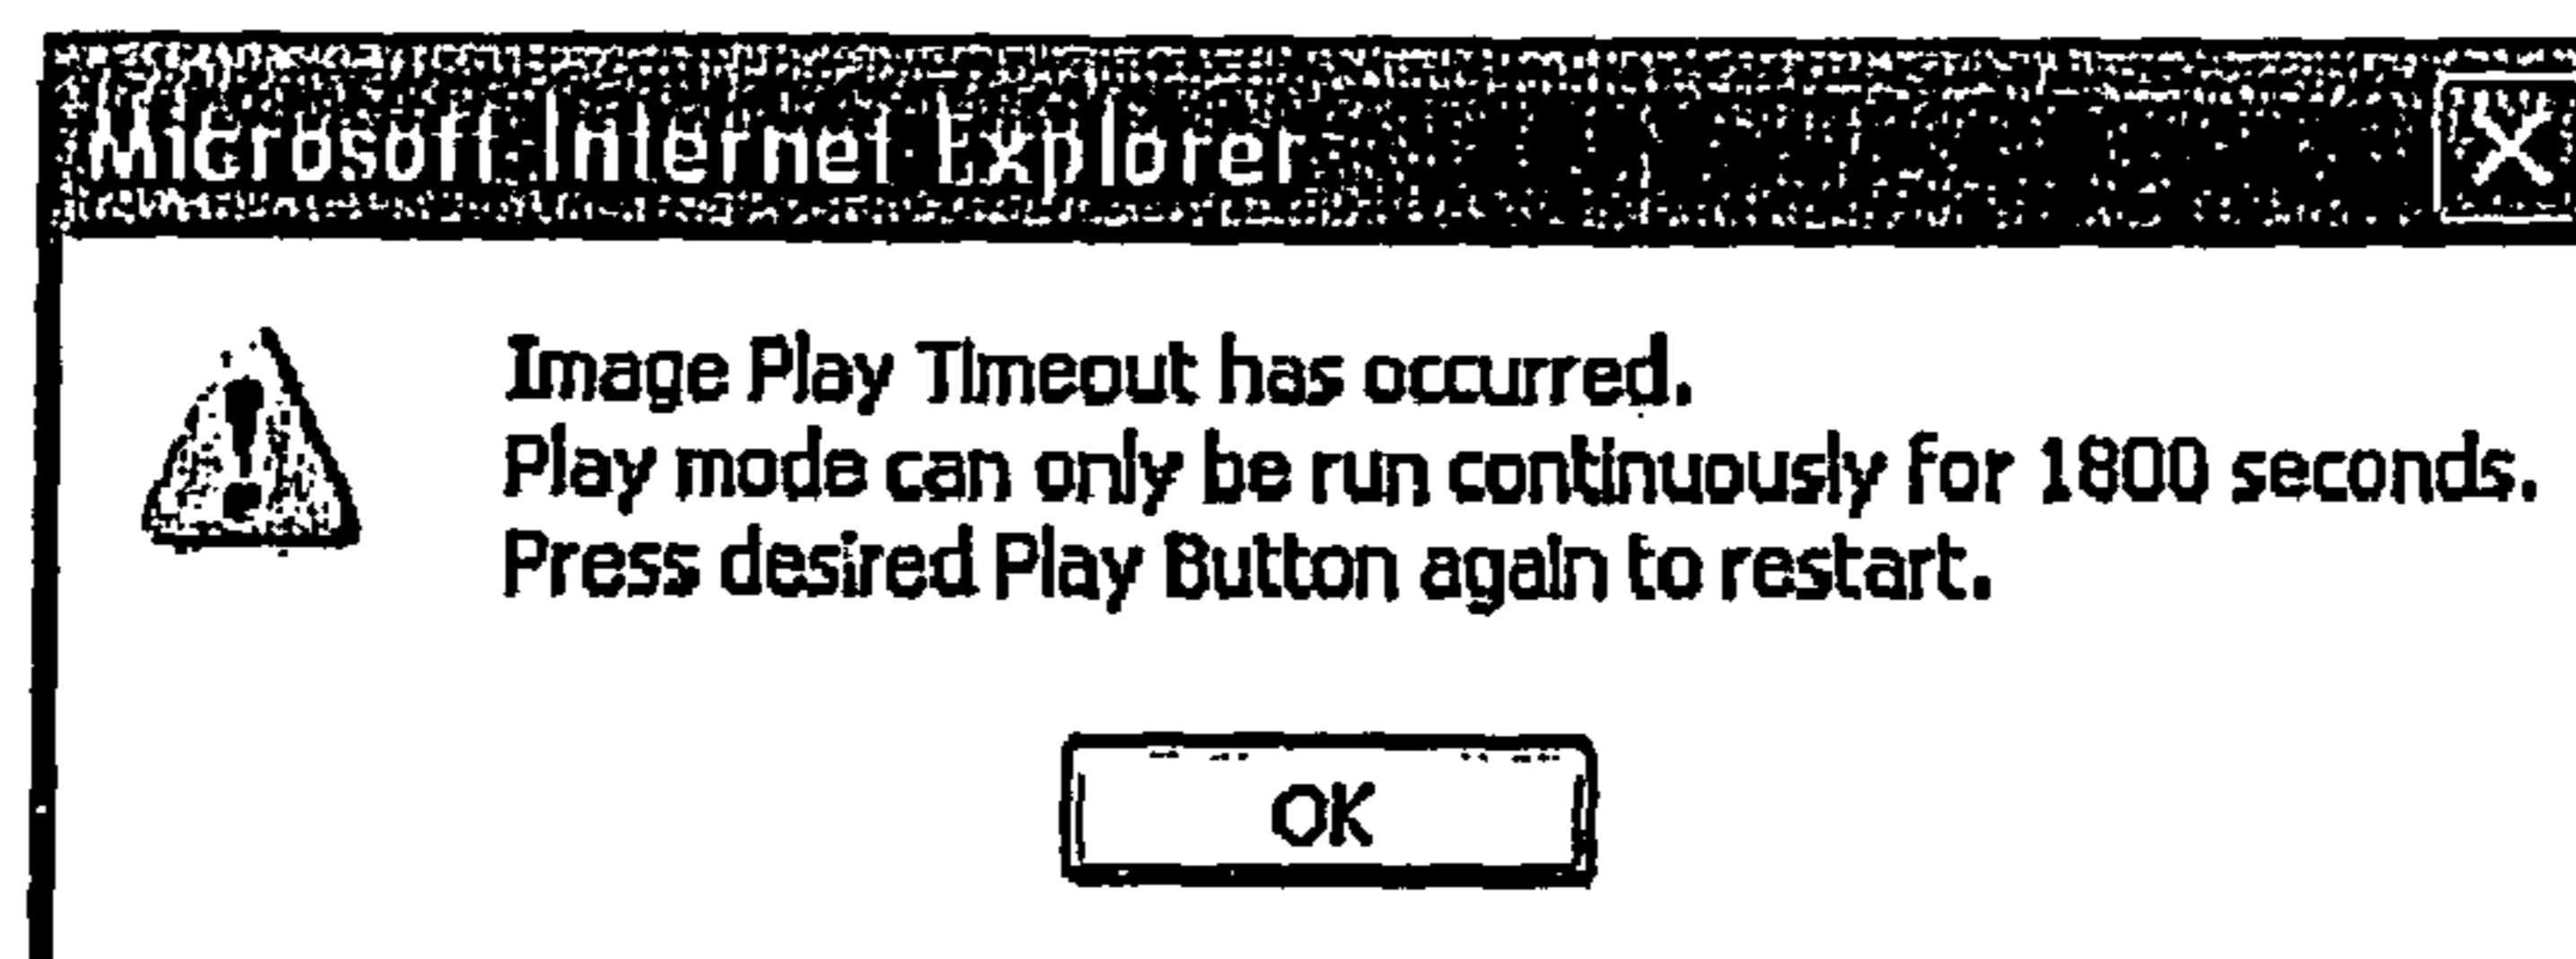 Microsoft Internet Explorer
Image Play Timeout has occurred.
Play mode can only be run continuously for 1800 seconds.
Press desired Play Button again to restart.
OK